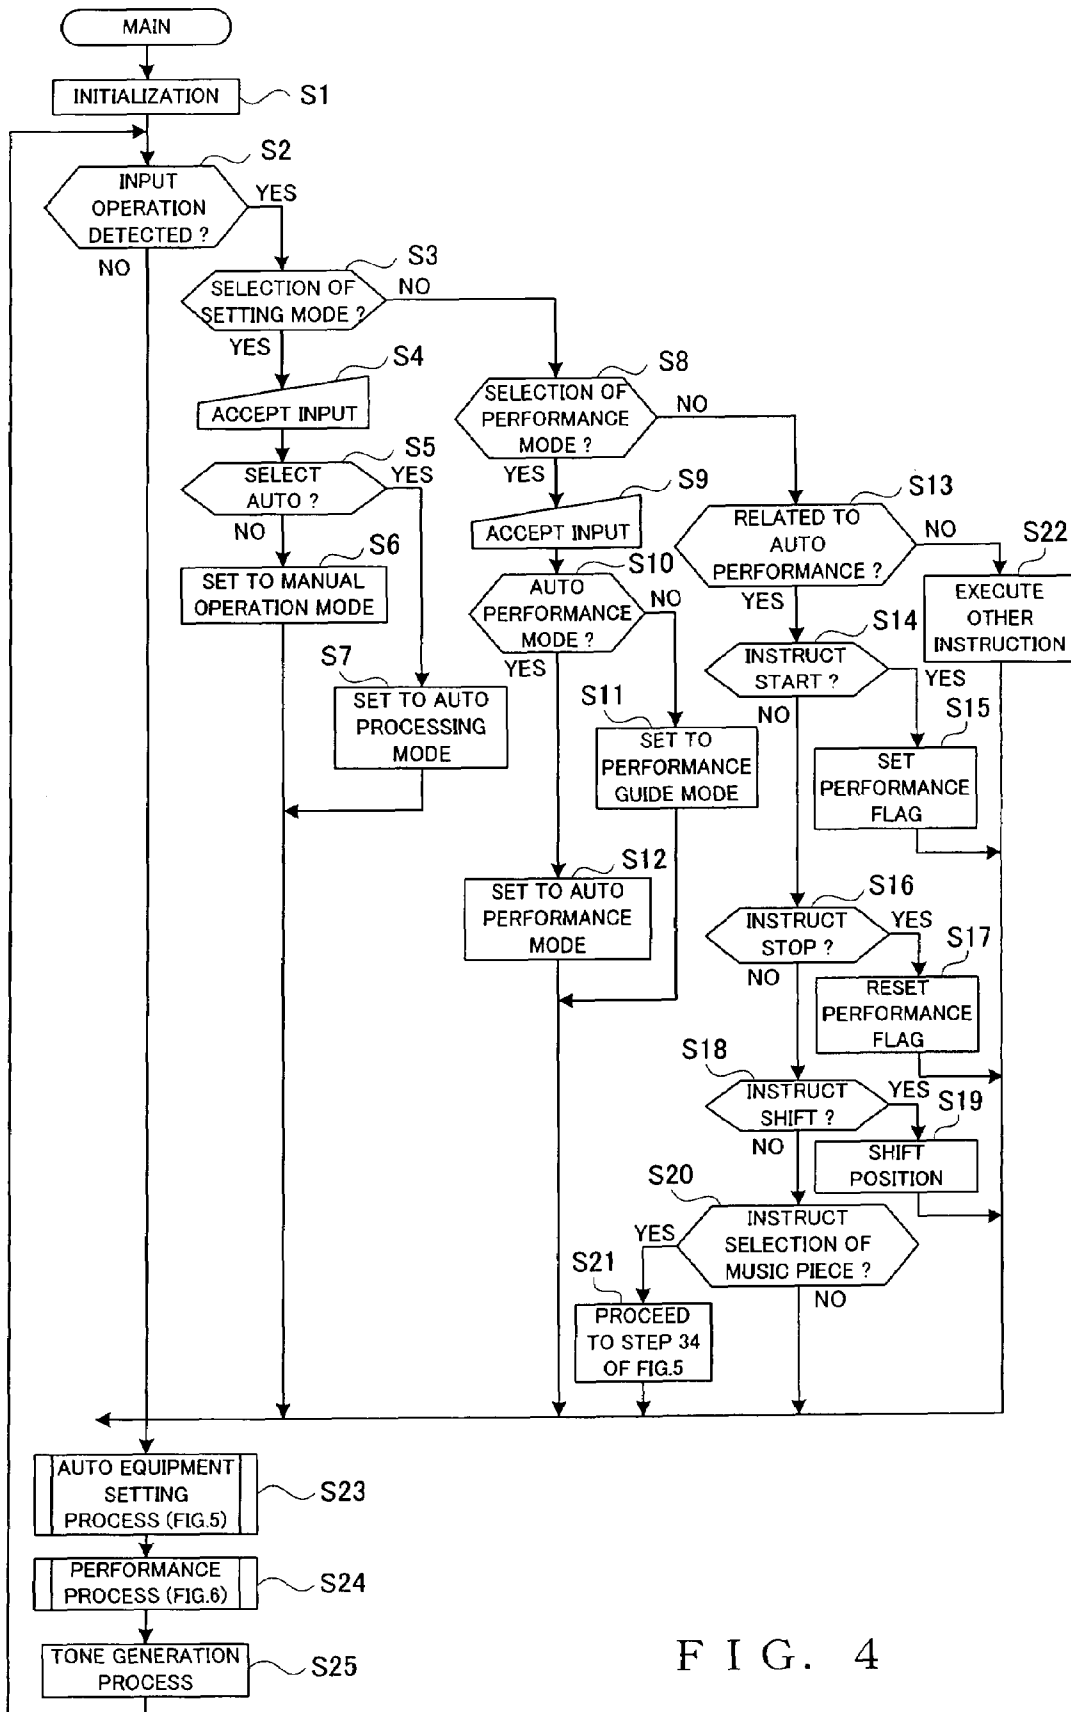 MAIN
INITIALIZATION
S1
S2
INPUT
OPERATION
DETECTED ?
YES
NO
S3
SELECTION OF
SETTING MODE ?
NO
YES
S4
ACCEPT INPUT
S5
SELECT
AUTO ?
YES
NO
S6
SET TO MANUAL
OPERATION MODE
S7
SET TO AUTO
PROCESSING
MODE
S8
SELECTION OF
PERFORMANCE
MODE ?
NO
YES
S9
ACCEPT INPUT
S10
AUTO
PERFORMANCE
MODE ?
NO
YES
S11
SET TO
PERFORMANCE
GUIDE MODE
S12
SET TO AUTO
PERFORMANCE
MODE
S13
RELATED TO
AUTO
PERFORMANCE ?
NO
YES
S22
EXECUTE
OTHER
INSTRUCTION
S14
INSTRUCT
START ?
YES
NO
S15
SET
PERFORMANCE
FLAG
S16
INSTRUCT
STOP ?
YES
NO
S17
RESET
PERFORMANCE
FLAG
S18
INSTRUCT
SHIFT ?
YES
NO
S19
SHIFT
POSITION
S20
INSTRUCT
SELECTION OF
MUSIC PIECE ?
YES
NO
S21
PROCEED
TO STEP 34
OF FIG.5
AUTO EQUIPMENT
SETTING
PROCESS (FIG.5)
S23
PERFORMANCE
PROCESS (FIG.6)
S24
TONE GENERATION
PROCESS
S25
FIG. 4